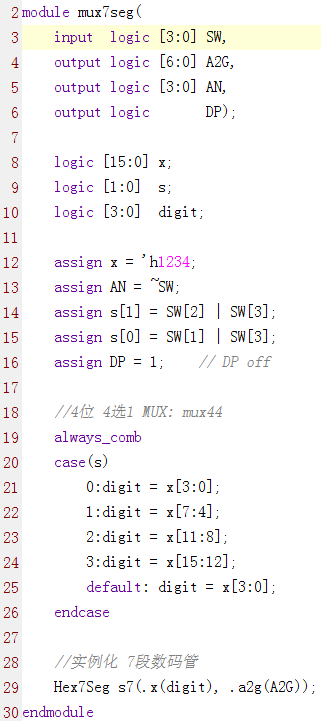 2 module mux7seg(
3     input  logic [3:0] SW,
4     output logic [6:0] A2G,
5     output logic [3:0] AN,
6     output logic       DP);
7
8     logic [15:0] x;
9     logic [1:0]  s;
10     logic [3:0]  digit;
11
12     assign x = 'h1234;
13     assign AN = ~SW;
14     assign s[1] = SW[2] | SW[3];
15     assign s[0] = SW[1] | SW[3];
16     assign DP = 1;    // DP off
17
18     //4位 4选1 MUX: mux44
19     always_comb
20     case(s)
21         0:digit = x[3:0];
22         1:digit = x[7:4];
23         2:digit = x[11:8];
24         3:digit = x[15:12];
25         default: digit = x[3:0];
26     endcase
27
28     //实例化 7段数码管
29     Hex7Seg s7(.x(digit), .a2g(A2G));
30 endmodule